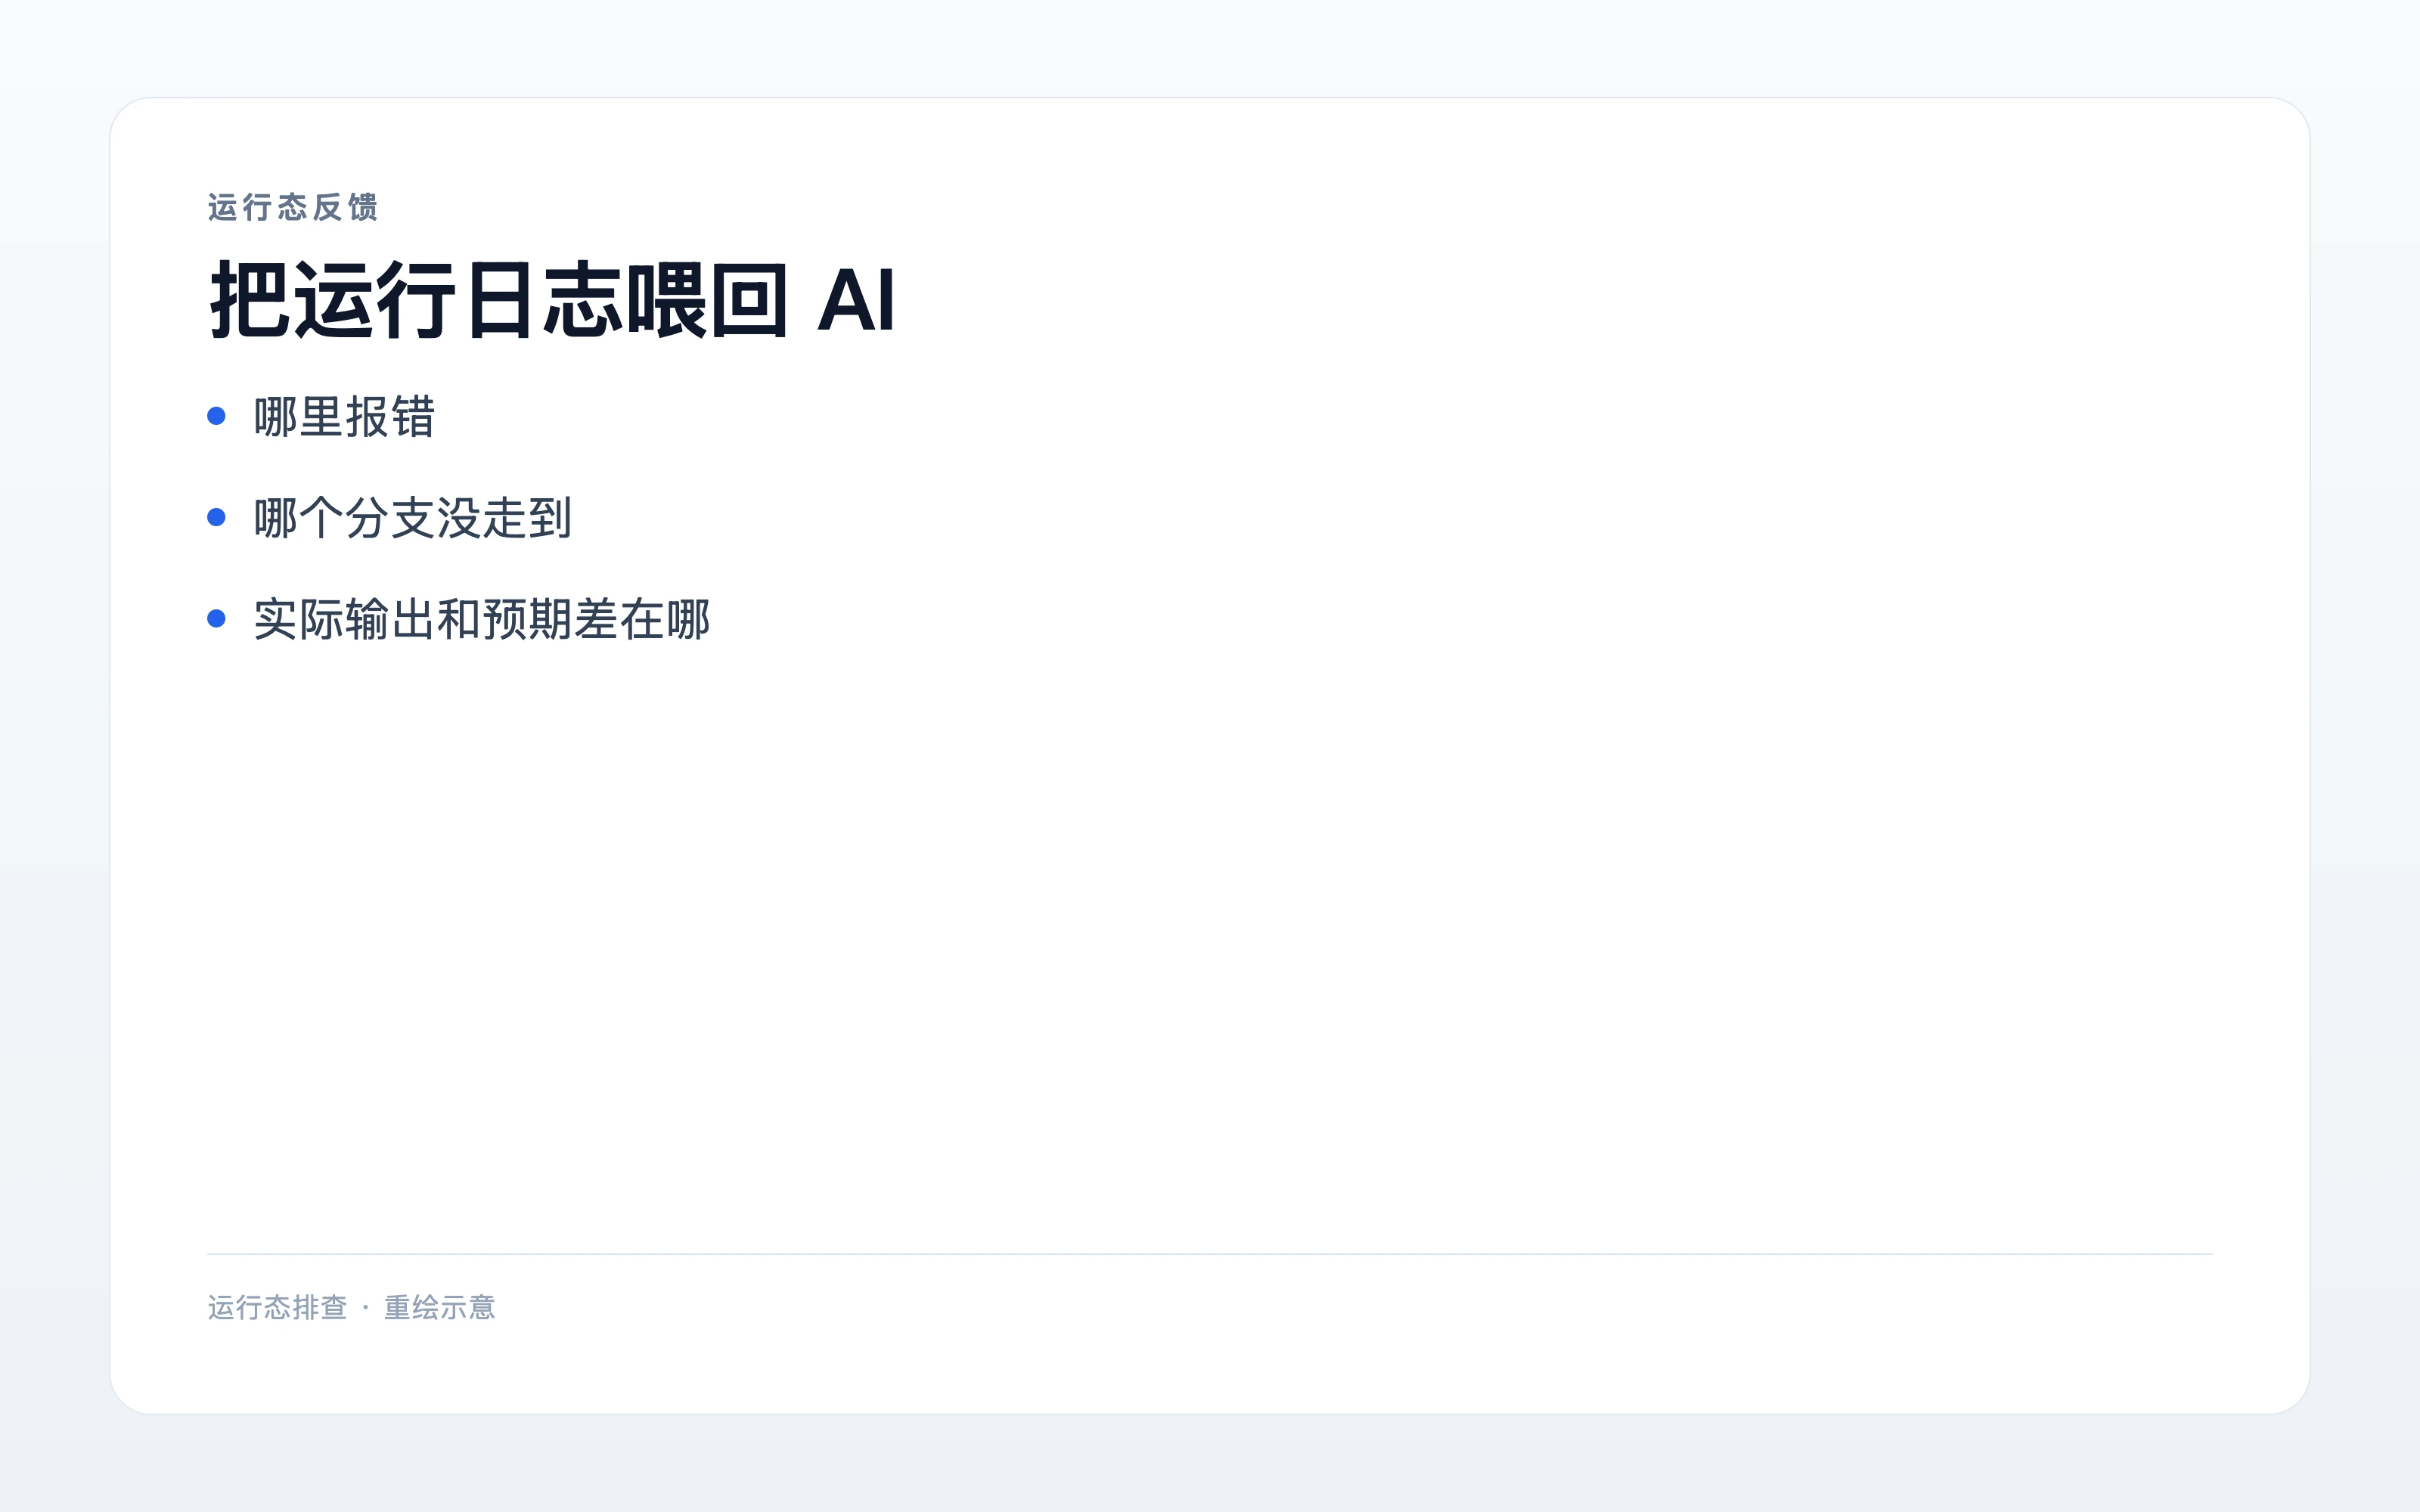 运行态反馈
把运行日志喂回 AI
哪里报错
哪个分支没走到
实际输出和预期差在哪
运行态排查 · 重绘示意